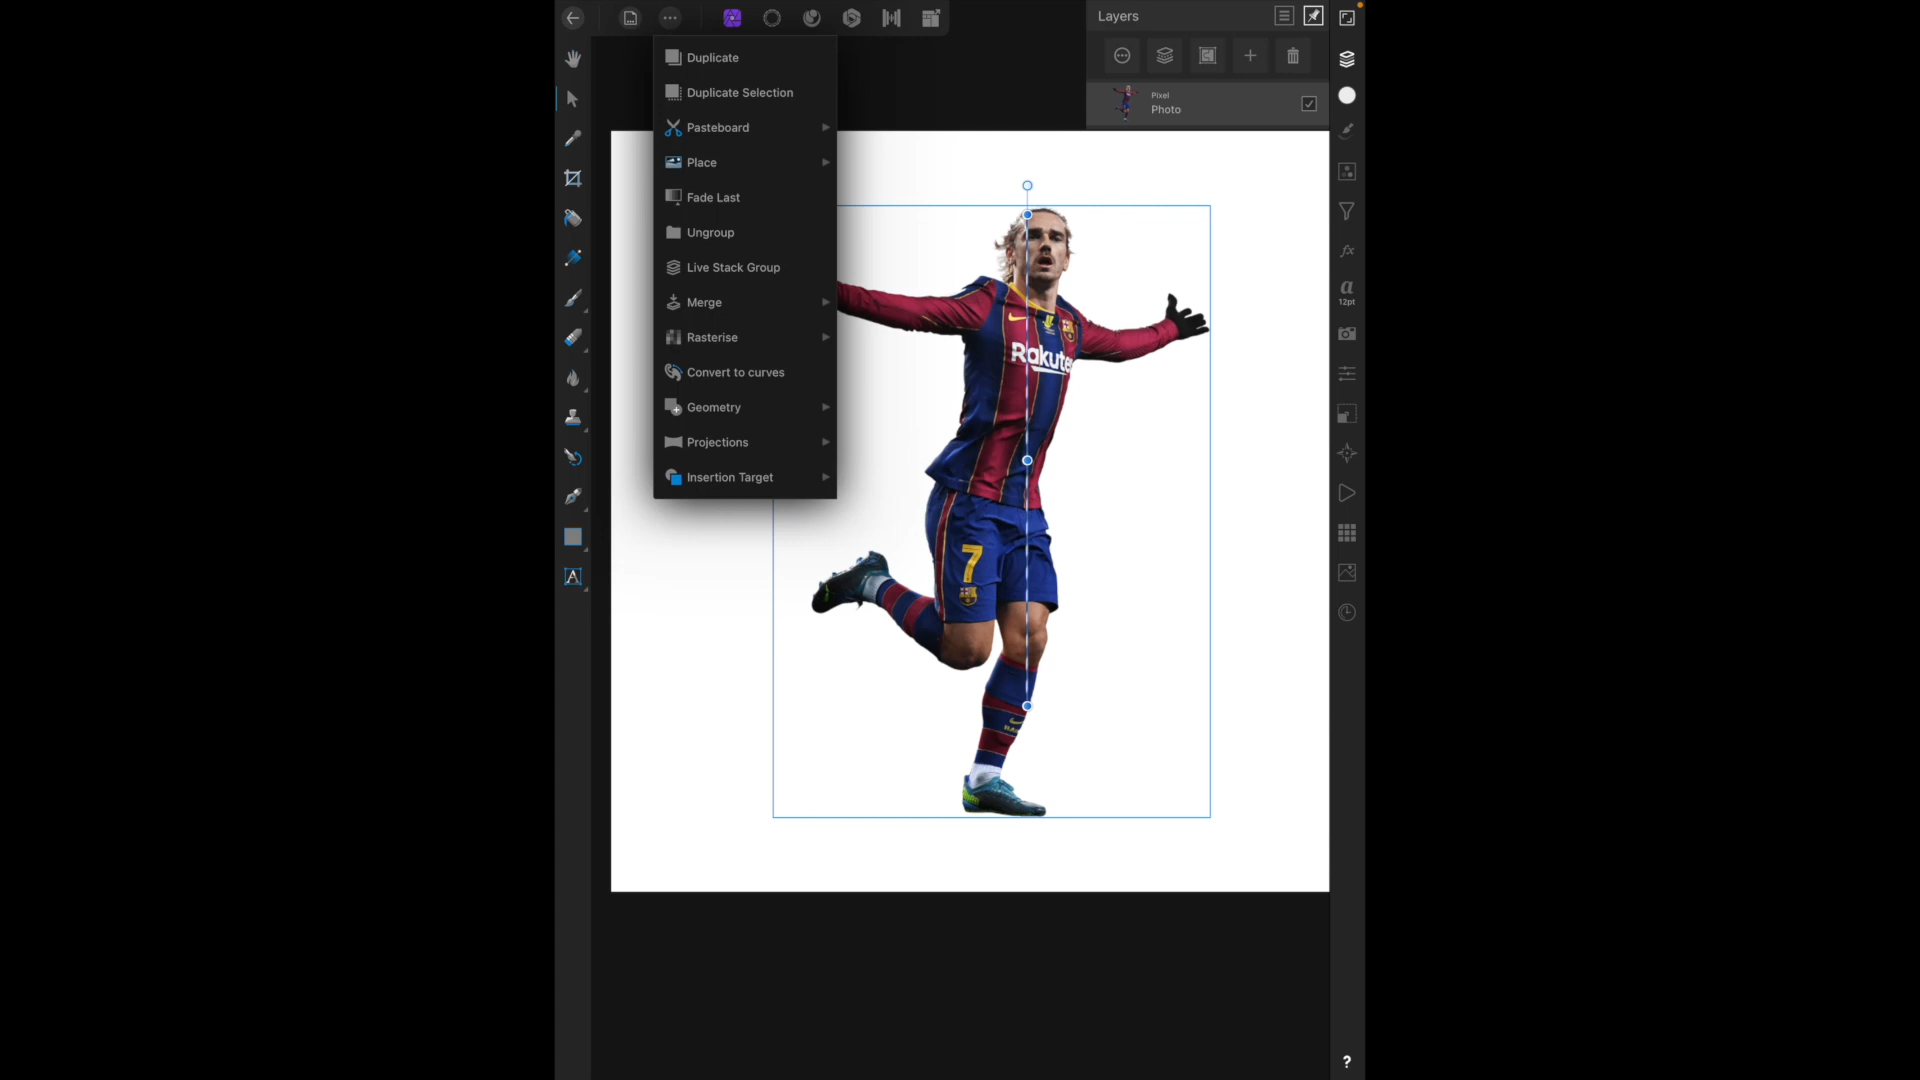 Layers
Duplicate
Duplicate Selection
Pasteboard
Place
Fade Last
Ungroup
Live Stack Group
Merge
Rasterise
Convert to curves
Geometry
Projections
Insertion Target
Pixel
Photo
a
12pt
fx
A
Rakuten
7
?